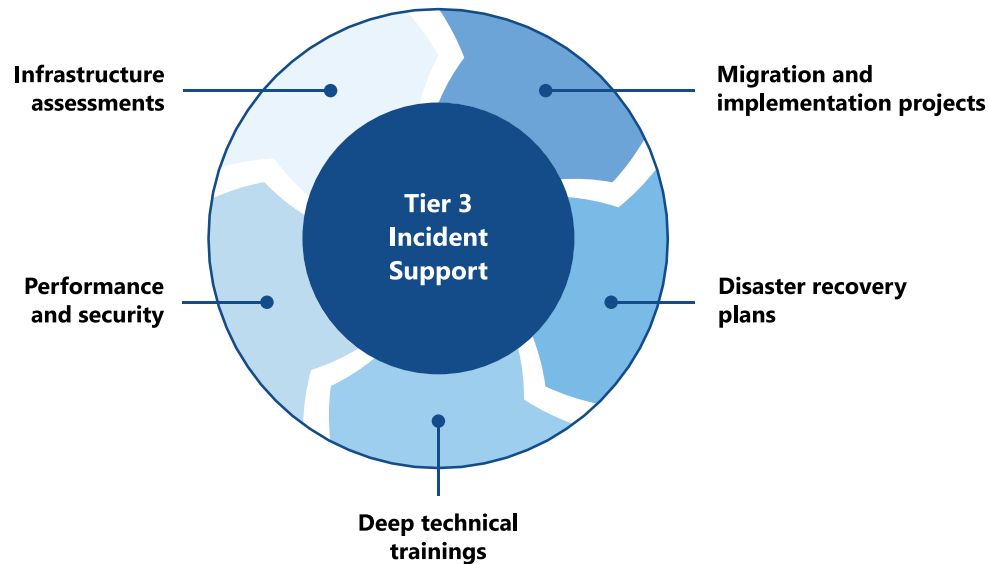 Infrastructure
assessments
Migration and
implementation projects
Tier 3
Incident
Support
Performance
and security
Disaster recovery
plans
Deep technical
trainings